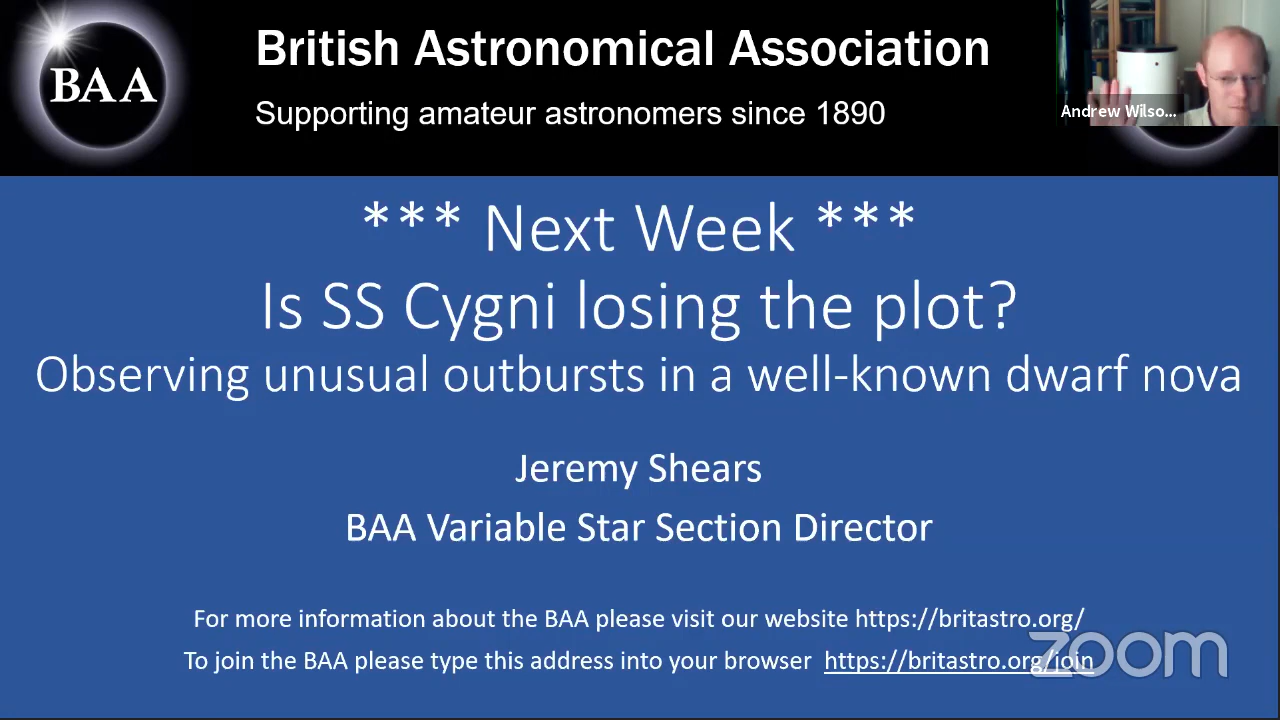 BAA
British Astronomical Association
Supporting amateur astronomers since 1890
Andrew Wilso...
*** Next Week ***
Is SS Cygni losing the plot?
Observing unusual outbursts in a well-known dwarf nova
Jeremy Shears
BAA Variable Star Section Director
For more information about the BAA please visit our website https://britastro.org/
To join the BAA please type this address into your browser https://britastro.org/join
zoom